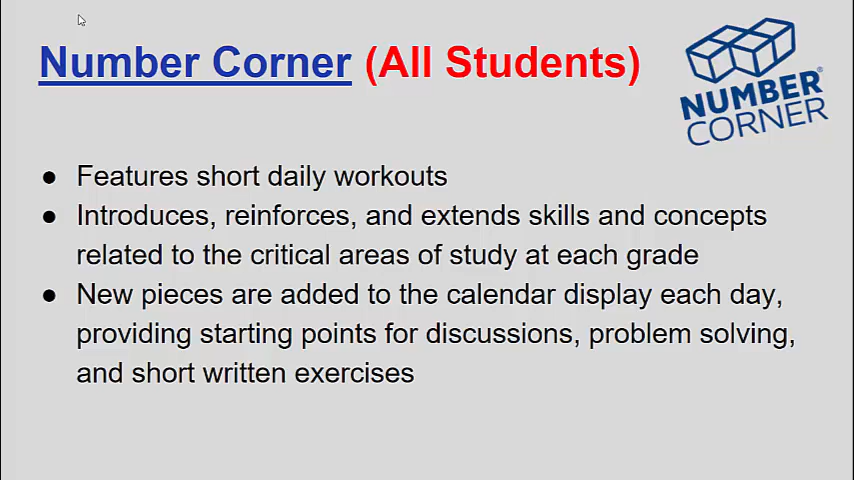 Number Corner (All Students)
NUMBER
CORNER
● Features short daily workouts
● Introduces, reinforces, and extends skills and concepts
related to the critical areas of study at each grade
● New pieces are added to the calendar display each day,
providing starting points for discussions, problem solving,
and short written exercises